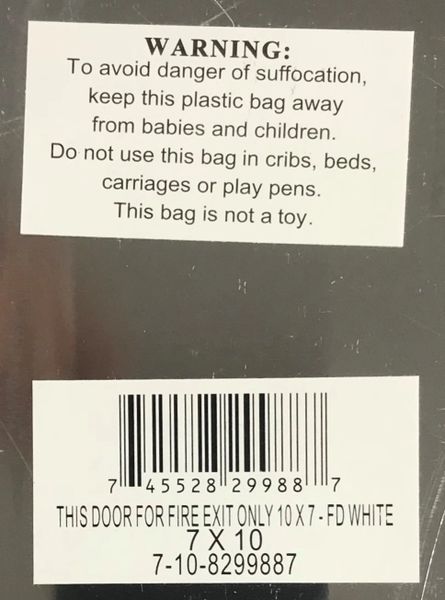 WARNING:
To avoid danger of suffocation,
keep this plastic bag away
from babies and children.
Do not use this bag in cribs, beds,
carriages or play pens.
This bag is not a toy.
7 45528 29988 7
THIS DOOR FOR FIRE EXIT ONLY 10 X 7 - FD WHITE
7 X 10
7-10-8299887